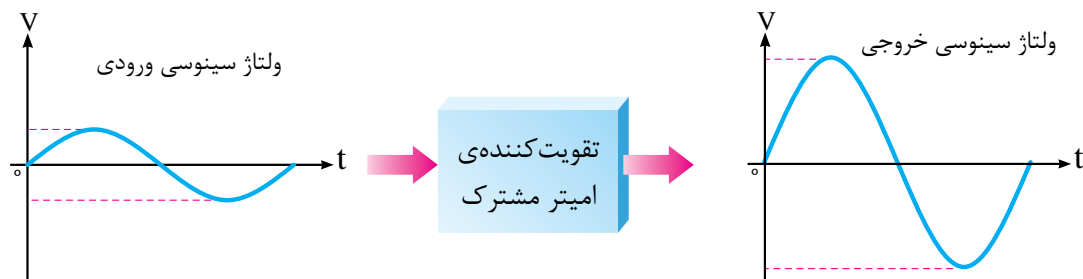 V
ولتاژ سینوسی ورودی
t
o
تقویت‌کننده‌ی
امیتر مشترک
V
ولتاژ سینوسی خروجی
t
o